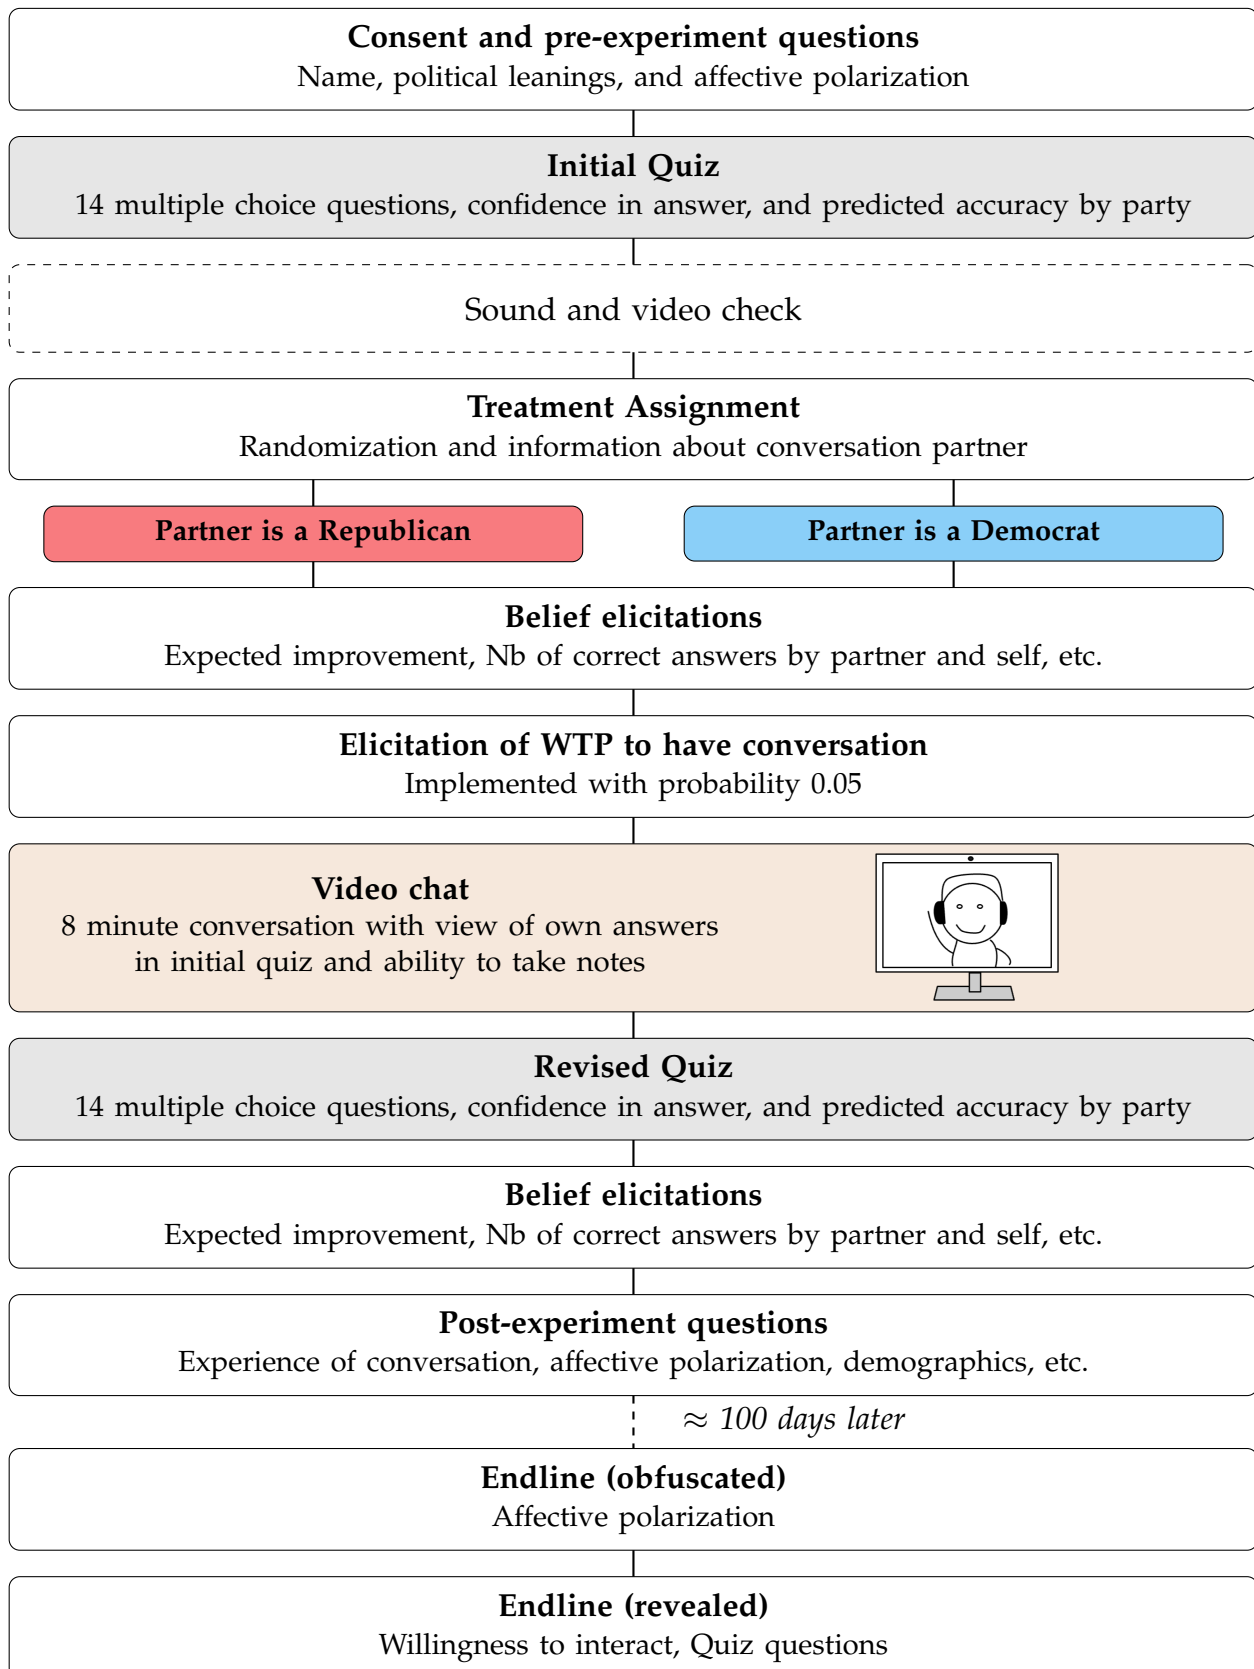 Consent and pre-experiment questions
Name, political leanings, and affective polarization
Initial Quiz
14 multiple choice questions, confidence in answer, and predicted accuracy by party
Sound and video check
Treatment Assignment
Randomization and information about conversation partner
Partner is a Republican
Partner is a Democrat
Belief elicitations
Expected improvement, Nb of correct answers by partner and self, etc.
Elicitation of WTP to have conversation
Implemented with probability 0.05
Video chat
8 minute conversation with view of own answers
in initial quiz and ability to take notes
Revised Quiz
14 multiple choice questions, confidence in answer, and predicted accuracy by party
Belief elicitations
Expected improvement, Nb of correct answers by partner and self, etc.
Post-experiment questions
Experience of conversation, affective polarization, demographics, etc.
≈ 100 days later
Endline (obfuscated)
Affective polarization
Endline (revealed)
Willingness to interact, Quiz questions